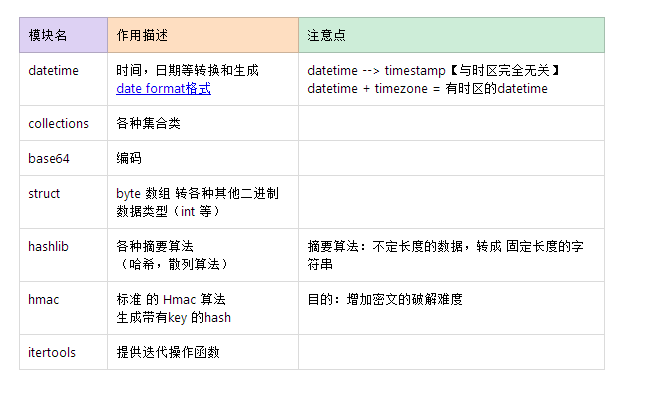 模块名 作用描述 注意点
datetime 时间，日期等转换和生成 datetime --> timestamp【与时区完全无关】
date format格式 datetime + timezone = 有时区的datetime
collections 各种集合类
base64 编码
struct byte 数组 转各种其他二进制
数据类型（int 等）
hashlib 各种摘要算法 摘要算法：不定长度的数据，转成 固定长度的字
（哈希，散列算法） 符串
hmac 标准 的 Hmac 算法 目的：增加密文的破解难度
生成带有key 的hash
itertools 提供迭代操作函数